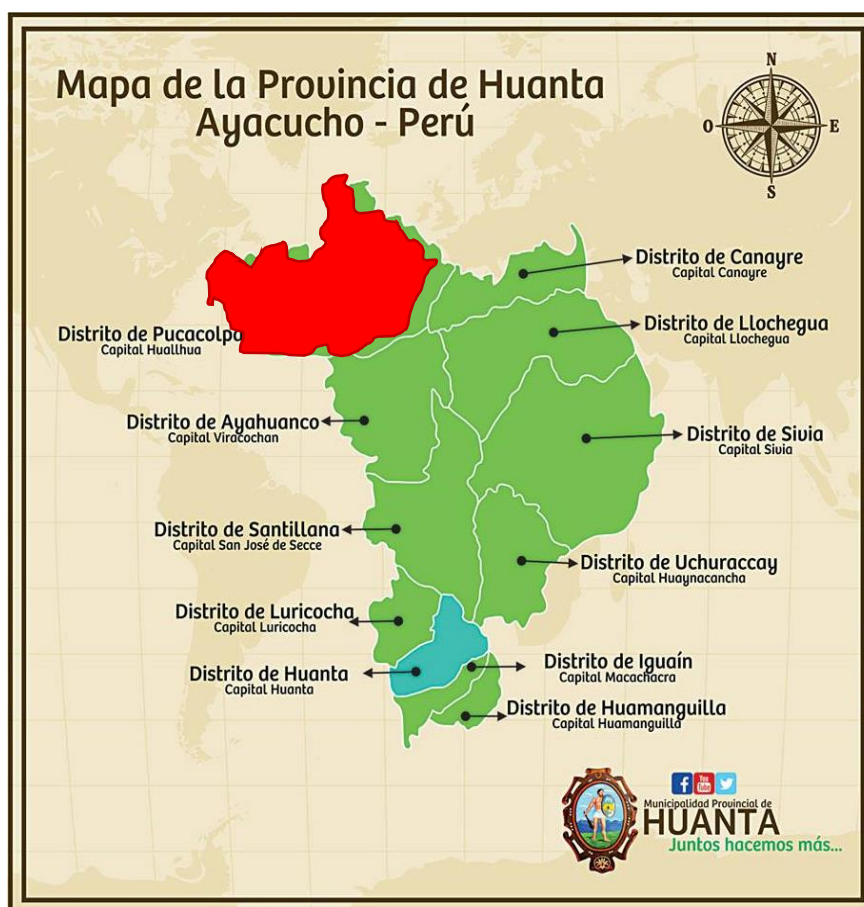 Mapa de la Provincia de Huanta
Ayacucho - Perú
N
O
E
S
Distrito de Canayre
Capital Canayre
Distrito de Pucacolpa
Capital Huallhua
Distrito de Llochegua
Capital Llochegua
Distrito de Ayahuanco
Capital Viracochan
Distrito de Sivia
Capital Sivia
Distrito de Santillana
Capital San José de Secce
Distrito de Uchuraccay
Capital Huaynacancha
Distrito de Luricocha
Capital Luricocha
Distrito de Huanta
Capital Huanta
Distrito de Iguaín
Capital Macachacra
Distrito de Huamanguilla
Capital Huamanguilla
f
You
Tube
Municipalidad Provincial de
HUANTA
Juntos hacemos más...